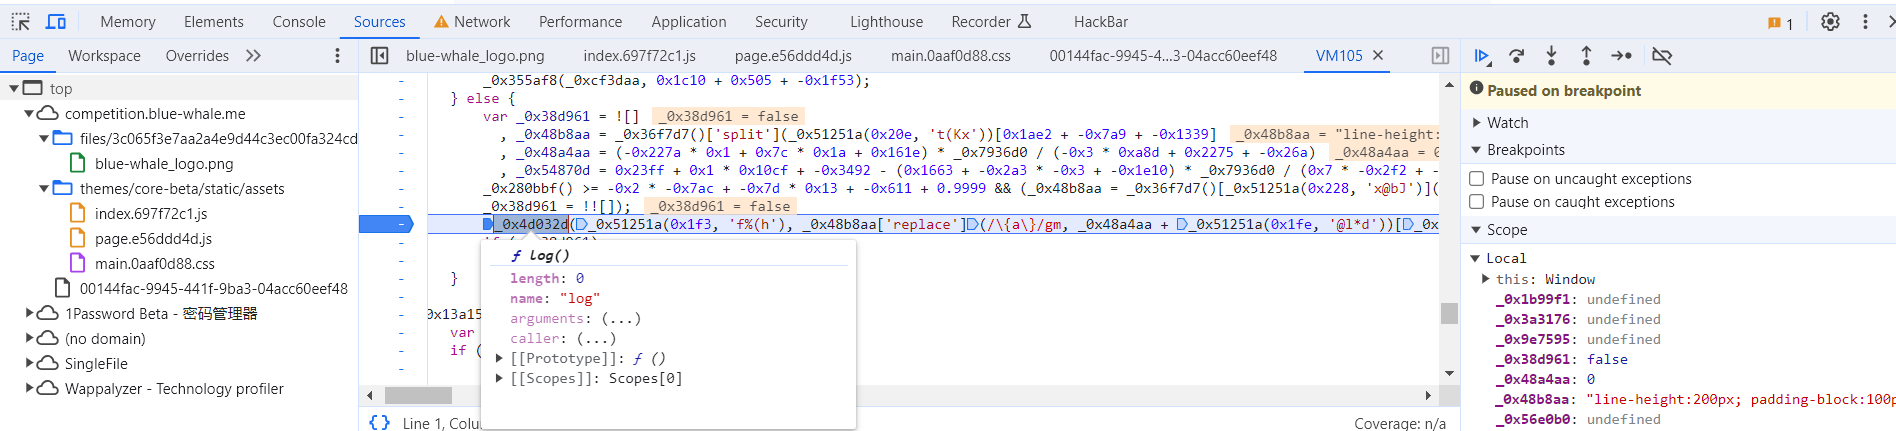 Memory Elements Console Sources Network Performance Application Security Lighthouse Recorder HackBar 1
Page Workspace Overrides
top
competition.blue-whale.me
files/3c065f3e7aa2a4e9d44c3ec00fa324cd
blue-whale_logo.png
themes/core-beta/static/assets
index.697f72c1.js
page.e56ddd4d.js
main.0aaf0d88.css
00144fac-9945-441f-9ba3-04acc60eef48
1Password Beta - 密码管理器
(no domain)
SingleFile
Wappalyzer - Technology profiler
blue-whale_logo.png index.697f72c1.js page.e56ddd4d.js main.0aaf0d88.css 00144fac-9945-4...3-04acc60eef48 VM105
_0x355af8(_0xcf3daa, 0x1c10 + 0x505 + -0x1f53);
} else {
var _0x38d961 = ![] _0x38d961 = false
, _0x48b8aa = _0x36f7d7()['split'](_0x51251a(0x20e, 't(Kx'))[0x1ae2 + -0x7a9 + -0x1339] _0x48b8aa = "line-height:
, _0x48a4aa = (-0x227a * 0x1 + 0x7c * 0x1a + 0x161e) * _0x7936d0 / (-0x3 * 0xa8d + 0x2275 + -0x26a) _0x48a4aa = 0
, _0x54870d = 0x23ff + 0x1 * 0x10cf + -0x3492 - (0x1663 + -0x2a3 * -0x3 + -0x1e10) * _0x7936d0 / (0x7 * -0x2f2 + -
_0x280bbf() >= -0x2 * -0x7ac + -0x7d * 0x13 + -0x611 + 0.9999 && (_0x48b8aa = _0x36f7d7()[_0x51251a(0x228, 'x@bJ')](
_0x38d961 = !![]); _0x38d961 = false
_0x4d032d(_0x51251a(0x1f3, 'f%(h'), _0x48b8aa['replace'](/\{a\}/gm, _0x48a4aa + _0x51251a(0x1fe, '@l*d'))[_0x
}
0x13a15
var
if (
ƒ log()
length: 0
name: "log"
arguments: (...)
caller: (...)
[[Prototype]]: ƒ ()
[[Scopes]]: Scopes[0]
{} Line 1, Colu
Coverage: n/a
Paused on breakpoint
Watch
Breakpoints
Pause on uncaught exceptions
Pause on caught exceptions
Scope
Local
this: Window
_0x1b99f1: undefined
_0x3a3176: undefined
_0x9e7595: undefined
_0x38d961: false
_0x48a4aa: 0
_0x48b8aa: "line-height:200px; padding-block:100p
_0x56e0b0: undefined